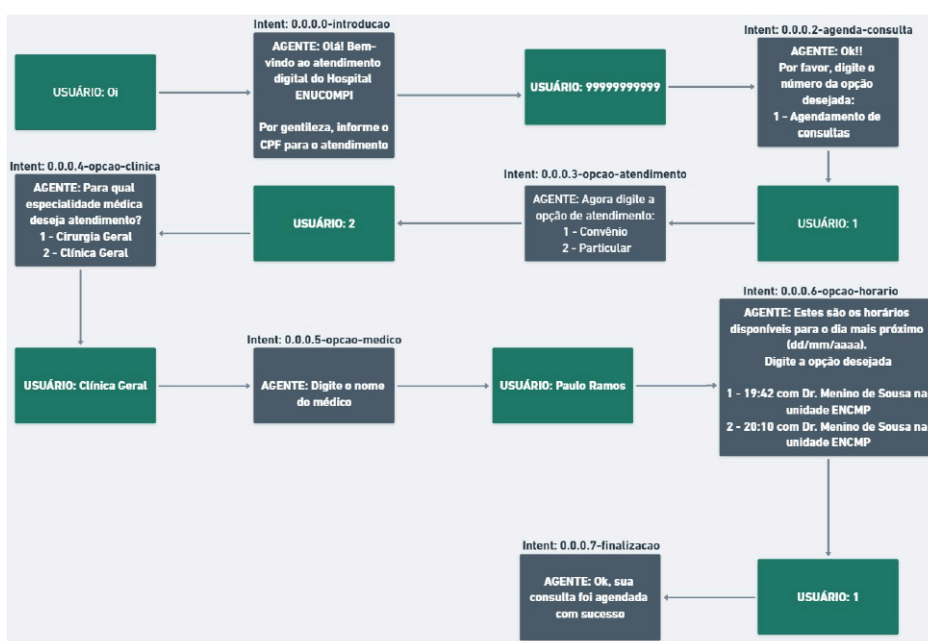 Intent: 0.0.0.0-introducao
USUÁRIO: Oi
AGENTE: Olá! Bem-
vindo ao atendimento
digital do Hospital
ENUCOMPI
Por gentileza, informe o
CPF para o atendimento
USUÁRIO: 99999999999
Intent: 0.0.0.2-agenda-consulta
AGENTE: Ok!!
Por favor, digite o
número da opção
desejada:
1 - Agendamento de
consultas
USUÁRIO: 1
Intent: 0.0.0.3-opcao-atendimento
AGENTE: Agora digite a
opção de atendimento:
1 - Convênio
2 - Particular
USUÁRIO: 2
Intent: 0.0.0.4-opcao-clinica
AGENTE: Para qual
especialidade médica
deseja atendimento?
1 - Cirurgia Geral
2 - Clínica Geral
USUÁRIO: Clínica Geral
Intent: 0.0.0.5-opcao-medico
AGENTE: Digite o nome
do médico
USUÁRIO: Paulo Ramos
Intent: 0.0.0.6-opcao-horario
AGENTE: Estes são os horários
disponíveis para o dia mais próximo
(dd/mm/aaaa).
Digite a opção desejada
1 - 19:42 com Dr. Menino de Sousa na
unidade ENCMP
2 - 20:10 com Dr. Menino de Sousa na
unidade ENCMP
USUÁRIO: 1
Intent: 0.0.0.7-finalizacao
AGENTE: Ok, sua
consulta foi agendada
com sucesso